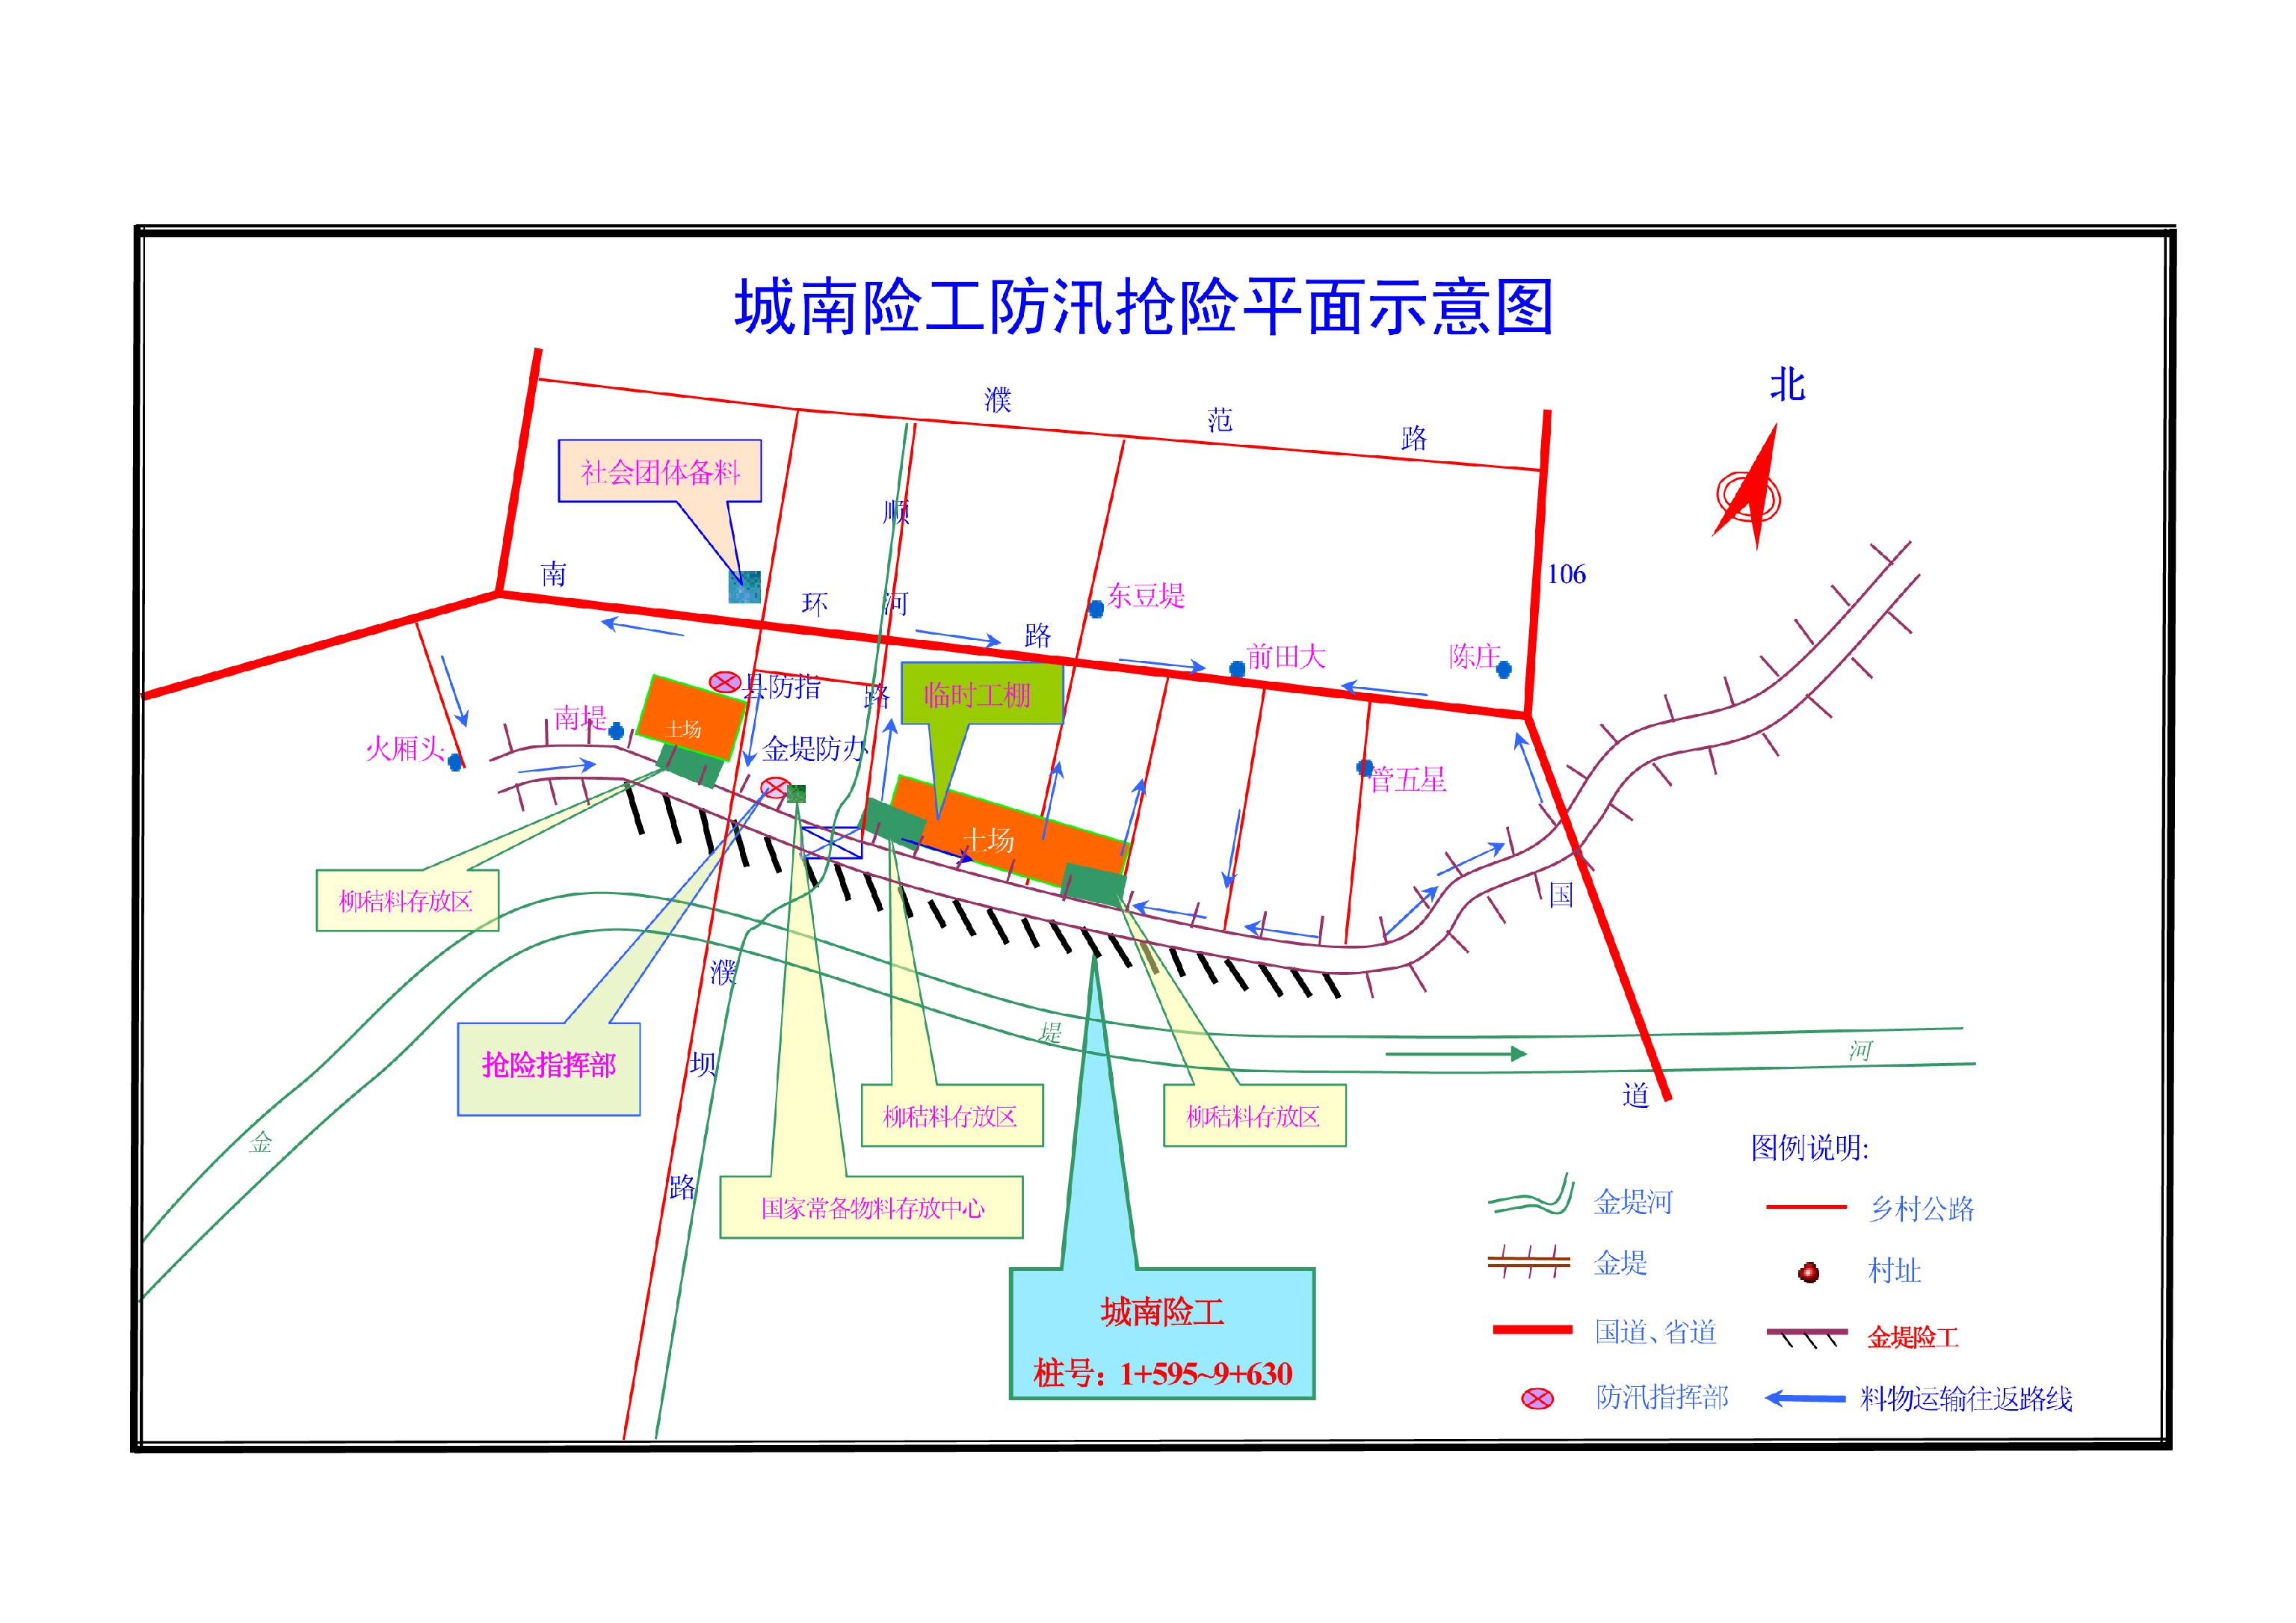 城南险工防汛抢险平面示意图
北
濮范路
社会团体备料
顺河路
南环路
106
国道
东豆堤
前田大
陈庄
县防指
临时工棚
土场
南堤
火厢头
金堤防办
管五星
土场
柳秸料存放区
濮坝路
抢险指挥部
金堤河
柳秸料存放区
柳秸料存放区
国家常备物料存放中心
城南险工
桩号：1+595~9+630
图例说明:
金堤河
乡村公路
金堤
村址
国道、省道
金堤险工
防汛指挥部
料物运输往返路线